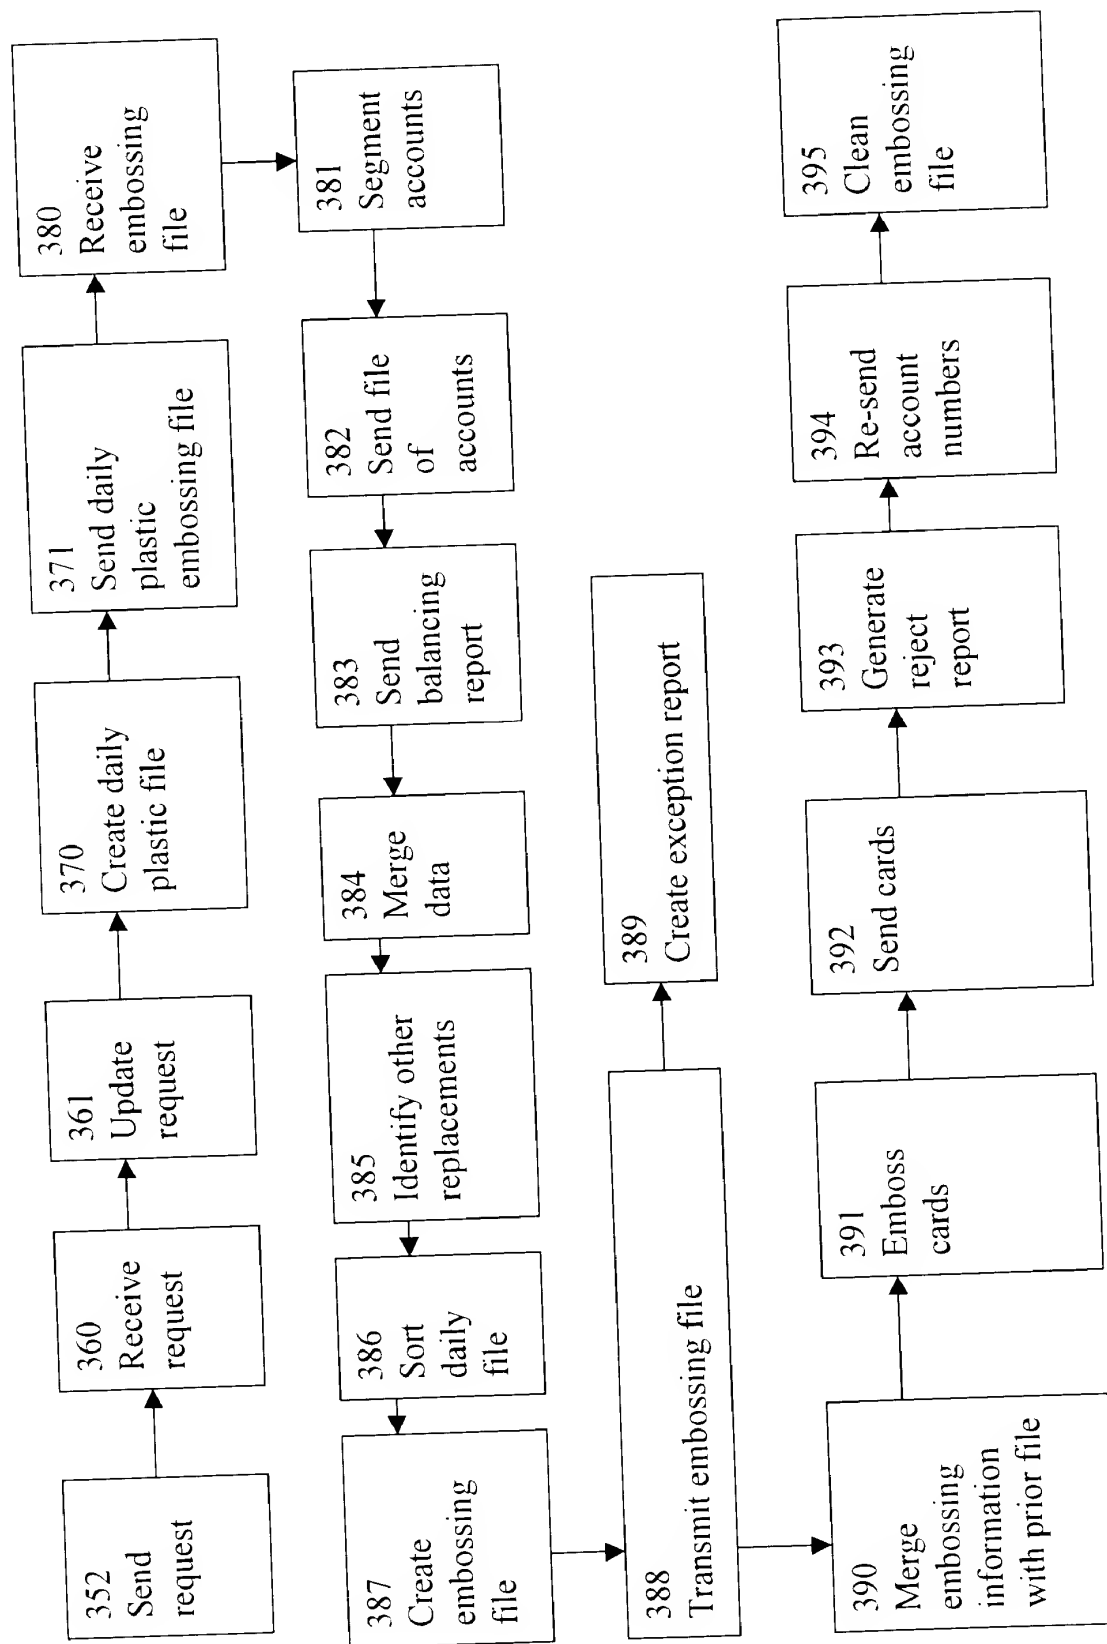 352
Send
request
360
Receive
request
361
Update
request
370
Create daily
plastic file
371
Send daily
plastic
embossing file
380
Receive
embossing
file
381
Segment
accounts
382
Send file
of
accounts
383
Send
balancing
report
384
Merge
data
385
Identify other
replacements
386
Sort
daily
file
387
Create
embossing
file
388
Transmit embossing file
389
Create exception report
390
Merge
embossing
information
with prior file
391
Emboss
cards
392
Send cards
393
Generate
reject
report
394
Re-send
account
numbers
395
Clean
embossing
file